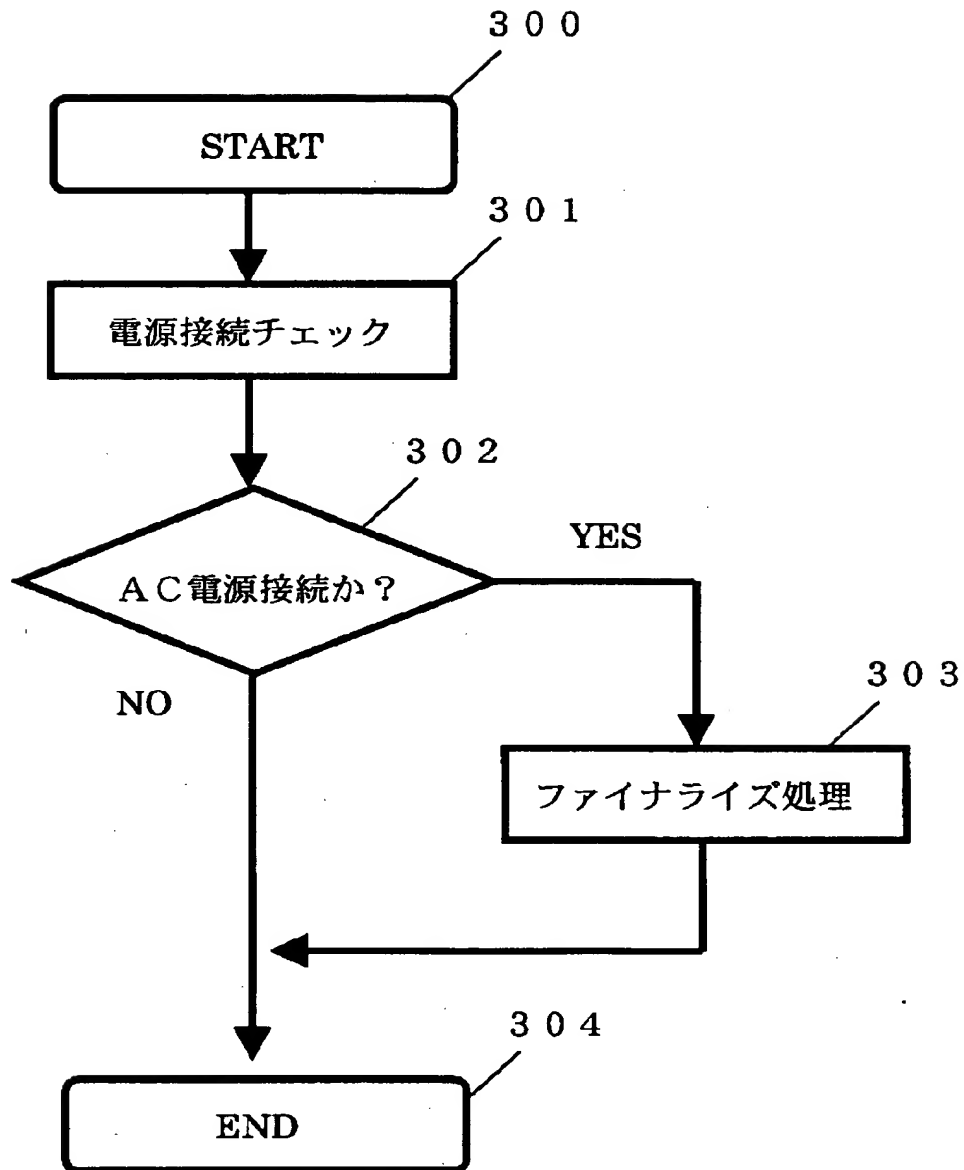 ３００
START
３０１
電源接続チェック
３０２
ＡＣ電源接続か？
YES
NO
３０３
ファイナライズ処理
３０４
END